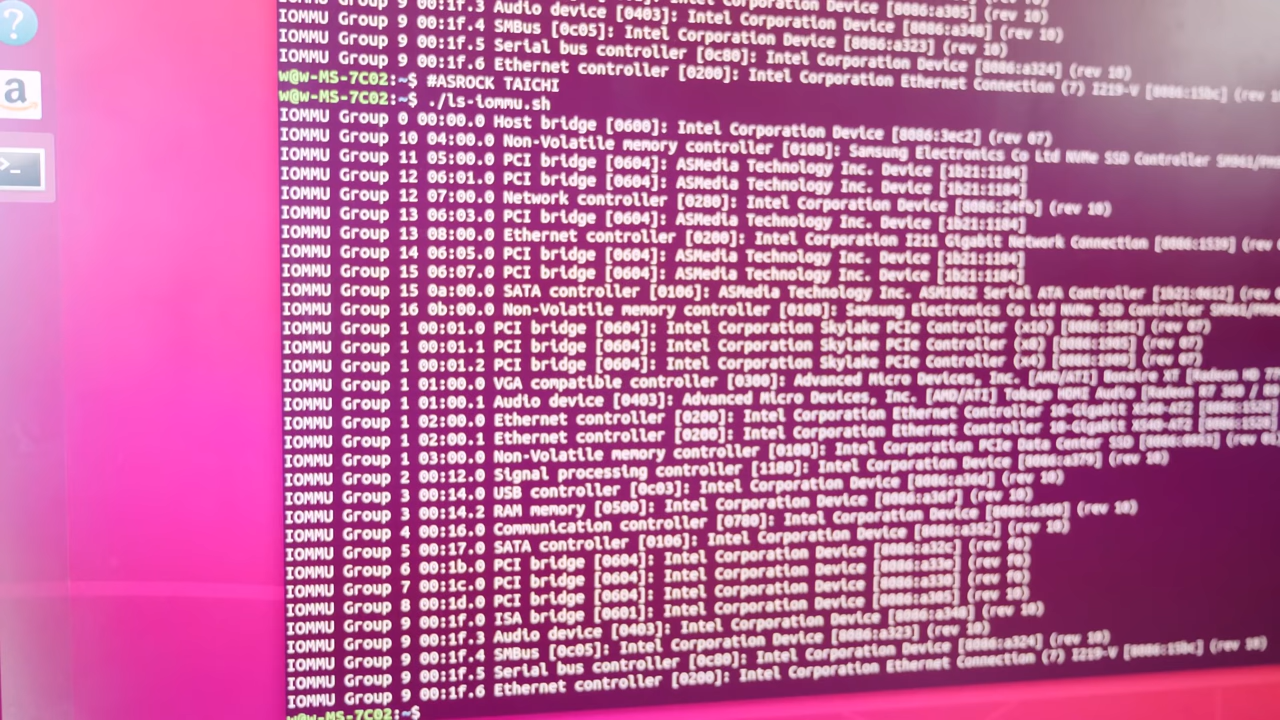 IOMMU Group 9 00:1f.3 Audio device [0403]: Intel Corporation Device
IOMMU Group 9 00:1f.4 SMBus [0c05]: Intel Corporation Device [8086:a348] (rev 10)
IOMMU Group 9 00:1f.5 Serial bus controller [0c80]: Intel Corporation Device [8086:a323] (rev 10)
IOMMU Group 9 00:1f.6 Ethernet controller [0200]: Intel Corporation Device [8086:a324] (rev 10)
Intel Corporation Ethernet Connection (7) I219-V [8086:15bc] (rev
w@w-MS-7C02:~$ #ASROCK TAICHI
w@w-MS-7C02:~$ ./ls-iommu.sh
IOMMU Group 0 00:00.0 Host bridge [0600]: Intel Corporation Device [8086:3ec2] (rev 07)
IOMMU Group 10 04:00.0 Non-Volatile memory controller [0108]: Samsung Electronics Co Ltd NVMe SSD Controller
IOMMU Group 11 05:00.0 PCI bridge [0604]: ASMedia Technology Inc. Device [1b21:1184]
IOMMU Group 12 06:01.0 PCI bridge [0604]: ASMedia Technology Inc. Device [1b21:1184]
IOMMU Group 12 07:00.0 Network controller [0280]: Intel Corporation Device [8086:24fb] (rev 10)
IOMMU Group 13 06:03.0 PCI bridge [0604]: ASMedia Technology Inc. Device [1b21:1184]
IOMMU Group 13 08:00.0 Ethernet controller [0200]: Intel Corporation I211 Gigabit Network Connection [8086:1539] (rev
IOMMU Group 14 06:05.0 PCI bridge [0604]: ASMedia Technology Inc. Device [1b21:1184]
IOMMU Group 15 06:07.0 PCI bridge [0604]: ASMedia Technology Inc. Device [1b21:1184]
IOMMU Group 15 0a:00.0 SATA controller [0106]: ASMedia Technology Inc. ASM1062 Serial ATA Controller [1b21:0612] (rev
IOMMU Group 16 0b:00.0 Non-Volatile memory controller [0108]: Samsung Electronics Co Ltd NVMe SSD Controller
IOMMU Group 1 00:01.0 PCI bridge [0604]: Intel Corporation Skylake PCIe Controller (x16) [8086:1901] (rev 07)
IOMMU Group 1 00:01.1 PCI bridge [0604]: Intel Corporation Skylake PCIe Controller (x8) [8086:1905] (rev 07)
IOMMU Group 1 00:01.2 PCI bridge [0604]: Intel Corporation Skylake PCIe Controller (x4) [8086:1909] (rev 07)
IOMMU Group 1 01:00.0 VGA compatible controller [0300]: Advanced Micro Devices, Inc. [AMD/ATI] Bonaire XT [Radeon HD
IOMMU Group 1 01:00.1 Audio device [0403]: Advanced Micro Devices, Inc. [AMD/ATI] Tobago HDMI Audio [Radeon R7 360 /
IOMMU Group 1 02:00.0 Ethernet controller [0200]: Intel Corporation Ethernet Controller 10-Gigabit X540-AT2
IOMMU Group 1 02:00.1 Ethernet controller [0200]: Intel Corporation Ethernet Controller 10-Gigabit X540-AT2
IOMMU Group 1 03:00.0 Non-Volatile memory controller [0108]: Intel Corporation PCIe Data Center SSD
IOMMU Group 2 00:12.0 Signal processing controller [1180]: Intel Corporation Device [8086:a379] (rev 10)
IOMMU Group 3 00:14.0 USB controller [0c03]: Intel Corporation Device [8086:a36d] (rev 10)
IOMMU Group 3 00:14.2 RAM memory [0500]: Intel Corporation Device [8086:a36f] (rev 10)
IOMMU Group 4 00:16.0 Communication controller [0780]: Intel Corporation Device [8086:a360] (rev 10)
IOMMU Group 5 00:17.0 SATA controller [0106]: Intel Corporation Device [8086:a352] (rev 10)
IOMMU Group 6 00:1b.0 PCI bridge [0604]: Intel Corporation Device [8086:a32c] (rev f0)
IOMMU Group 7 00:1c.0 PCI bridge [0604]: Intel Corporation Device [8086:a33c] (rev f0)
IOMMU Group 8 00:1d.0 PCI bridge [0604]: Intel Corporation Device [8086:a330] (rev f0)
IOMMU Group 9 00:1f.0 ISA bridge [0601]: Intel Corporation Device [8086:a305] (rev 10)
IOMMU Group 9 00:1f.3 Audio device [0403]: Intel Corporation Device [8086:a348] (rev 10)
IOMMU Group 9 00:1f.4 SMBus [0c05]: Intel Corporation Device [8086:a323] (rev 10)
IOMMU Group 9 00:1f.5 Serial bus controller [0c80]: Intel Corporation Device [8086:a324] (rev 10)
IOMMU Group 9 00:1f.6 Ethernet controller [0200]: Intel Corporation Ethernet Connection (7) I219-V [8086:15bc] (rev 10)
w@w-MS-7C02:~$